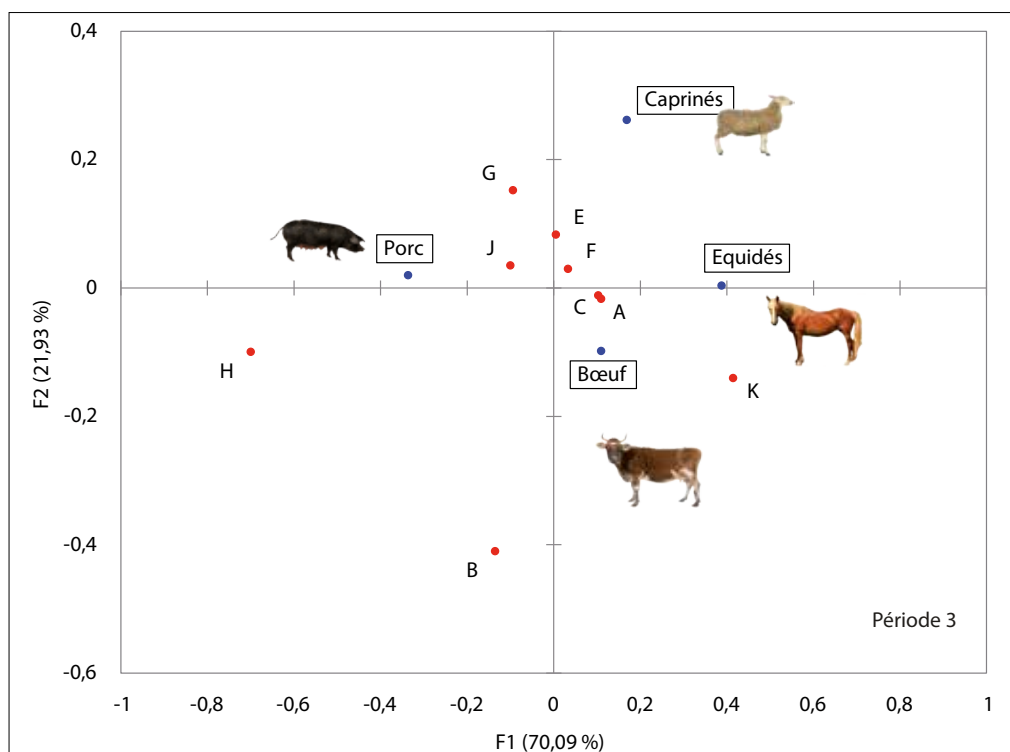 0,4
Caprinés
0,2
G
E
Porc
J
F
Equidés
0
C
A
H
Bœuf
K
-0,2
F2 (21,93 %)
-0,4
B
Période 3
-0,6
-1
-0,8
-0,6
-0,4
-0,2
0
0,2
0,4
0,6
0,8
1
F1 (70,09 %)